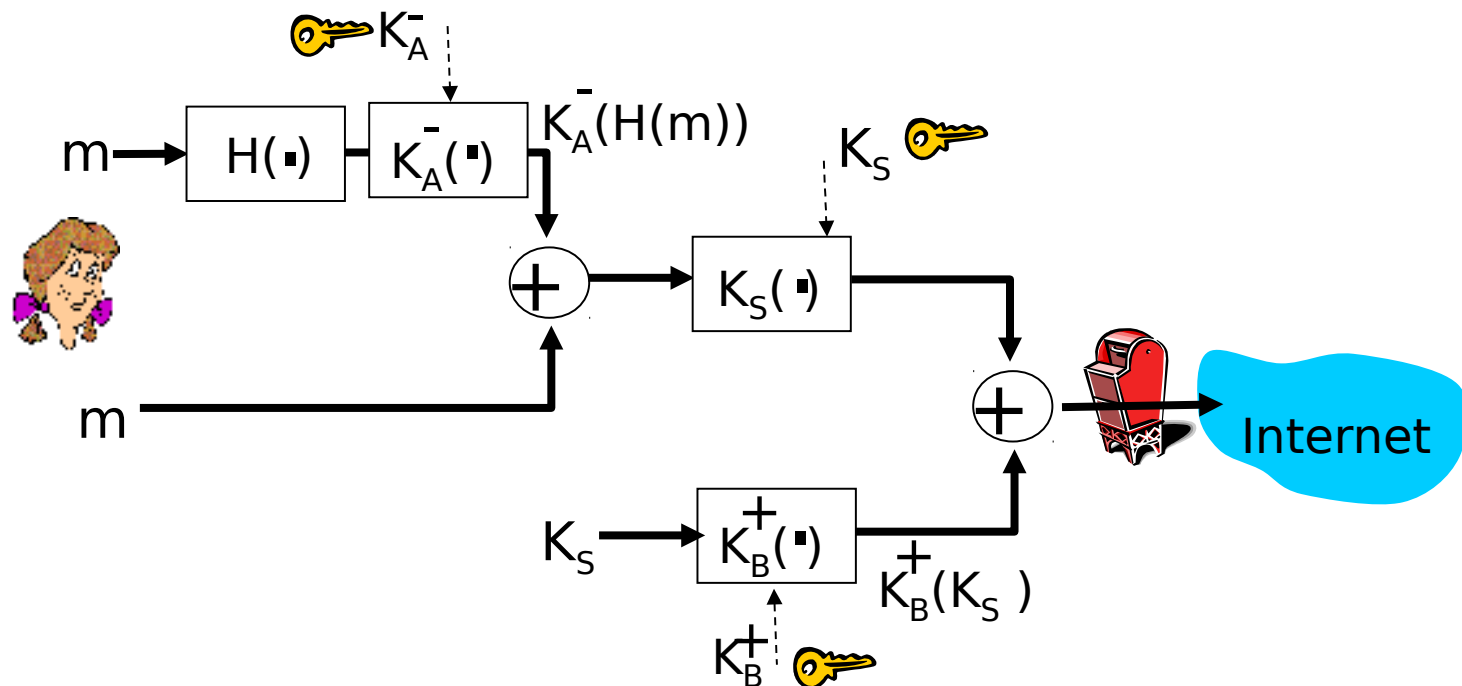 K_A^-
m
H(▪)
K_A^-(▪)
K_A^-(H(m))
K_S
+
K_S(▪)
m
+
Internet
K_S
K_B^+(▪)
K_B^+(K_S )
K_B^+